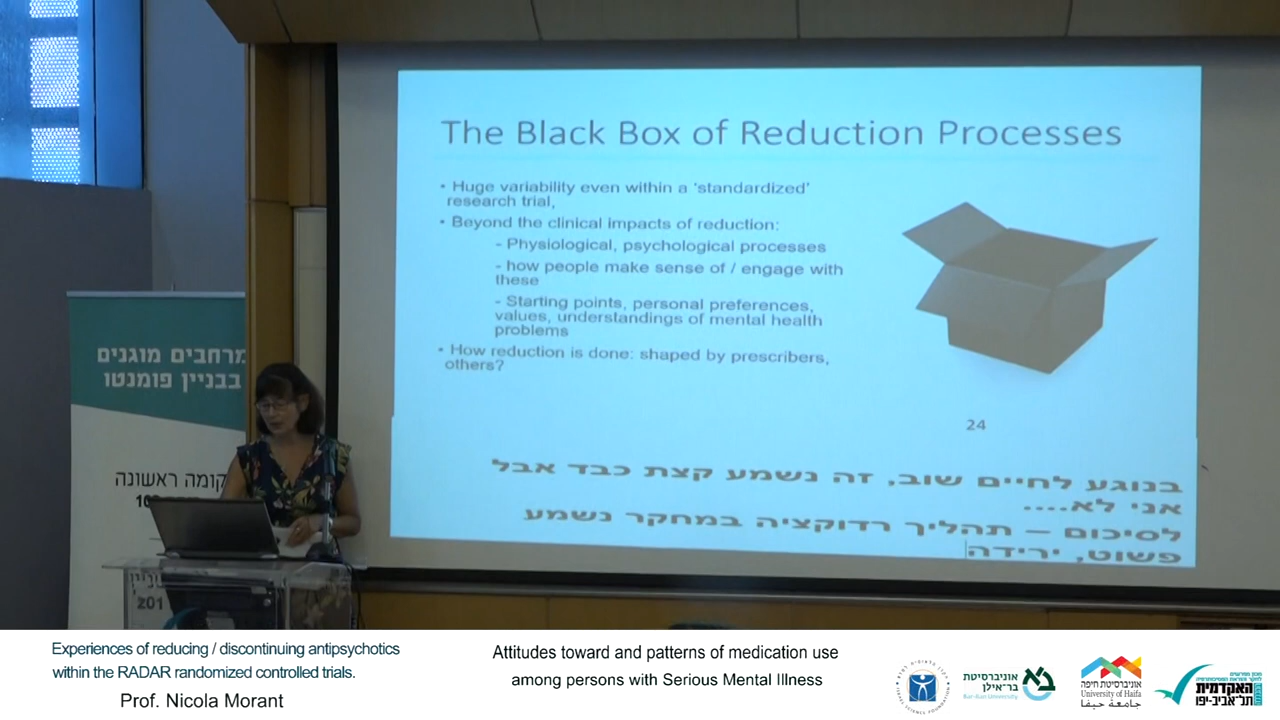 The Black Box of Reduction Processes
• Huge variability even within a ‘standardized’
research trial,
• Beyond the clinical impacts of reduction:
- Physiological, psychological processes
- how people make sense of / engage with
these
- Starting points, personal preferences,
values, understandings of mental health
problems
• How reduction is done: shaped by prescribers,
others?
24
בנוגע לחיים שוב, זה נשמע קצת כבד אבל
אני לא....
לסיכום – תהליך רדוקציה במחקר נשמע
פשוט, ירידה
מרחבים מוגנים
בבניין פומנטו
קומה ראשונה
10
201
Experiences of reducing / discontinuing antipsychotics
within the RADAR randomized controlled trials.
Prof. Nicola Morant
Attitudes toward and patterns of medication use
among persons with Serious Mental Illness
אוניברסיטת
בר־אילן
Bar-Ilan University
אוניברסיטת חיפה
University of Haifa
جامعة حيفا
האקדמית
תל־אביב־יפו